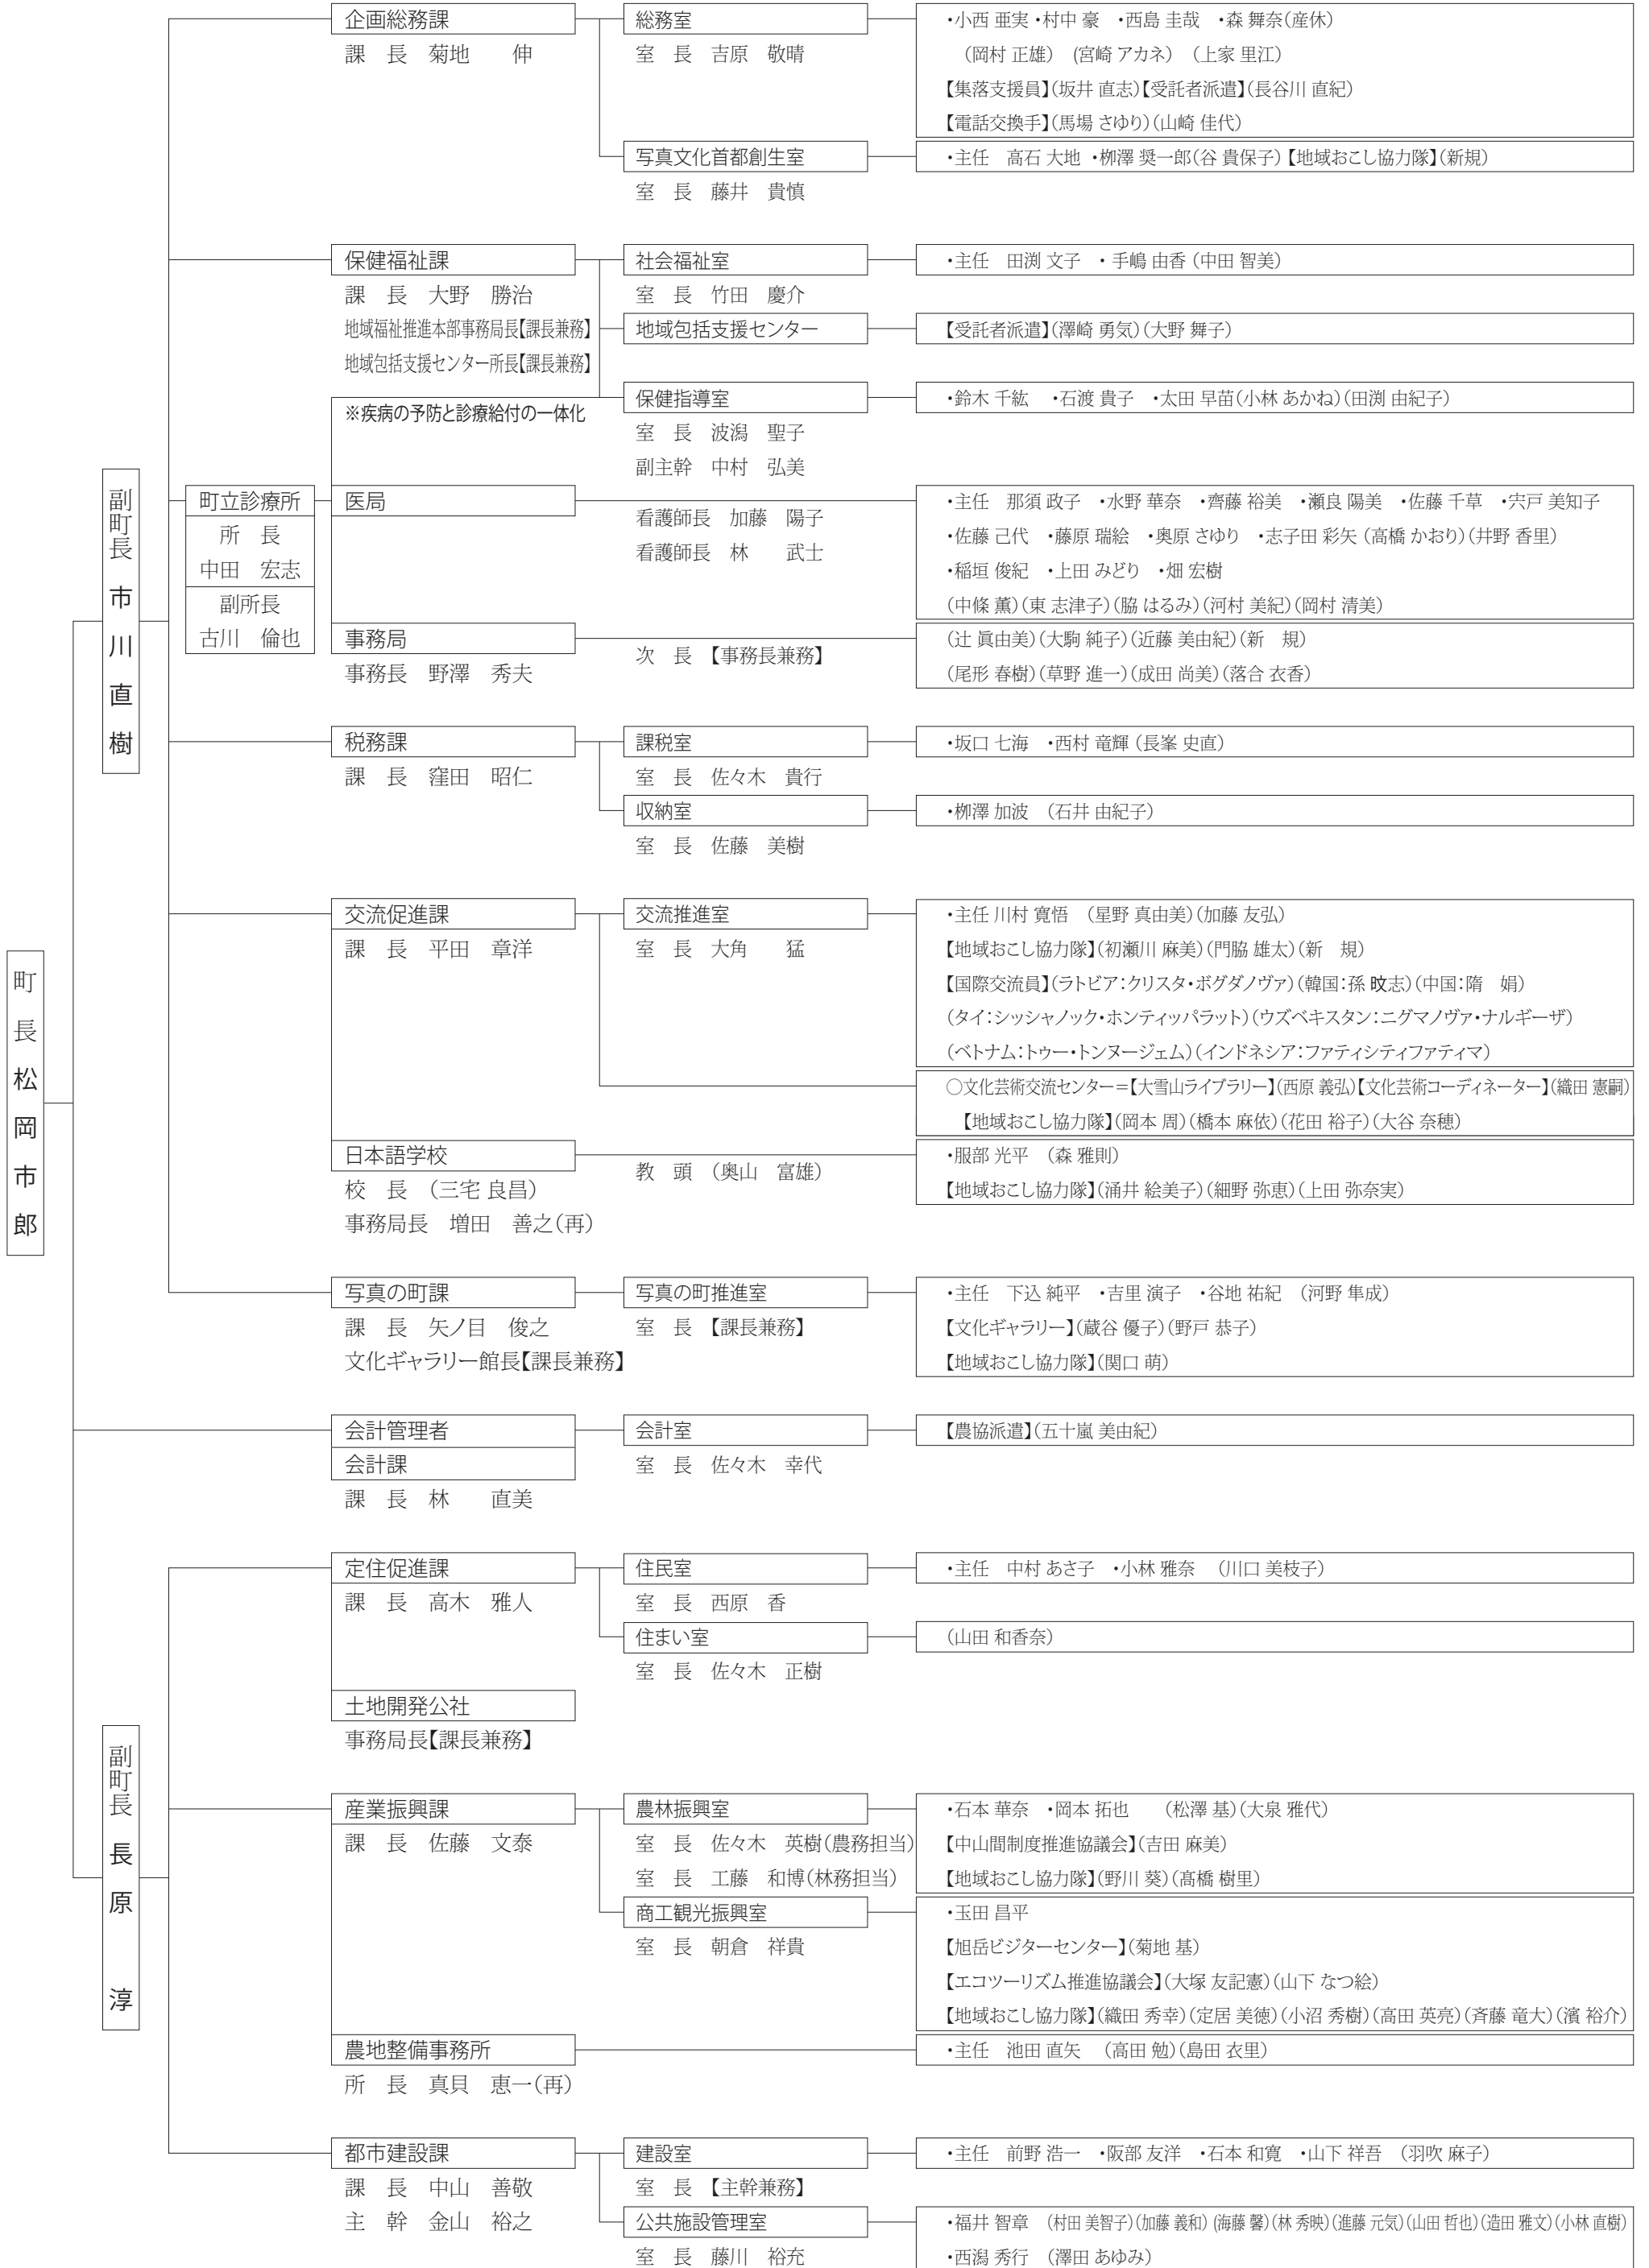 町長 松岡市郎
副町長 市川直樹
企画総務課
課　長　菊地　　伸
総務室
室　長　吉原　敬晴
・小西 亜実 ・村中 豪　・西島 圭哉　・森 舞奈（産休）
（岡村 正雄）　(宮崎 アカネ）　（上家 里江）
【集落支援員】（坂井 直志）【受託者派遣】（長谷川 直紀）
【電話交換手】（馬場 さゆり）（山崎 佳代）
写真文化首都創生室
室　長　藤井　貴慎
・主任　高石 大地　・栁澤 奨一郎（谷 貴保子）【地域おこし協力隊】（新規）
保健福祉課
課　長　大野　勝治
地域福祉推進本部事務局長【課長兼務】
地域包括支援センター所長【課長兼務】
社会福祉室
室　長　竹田　慶介
・主任　田渕 文子　・ 手嶋 由香 （中田 智美）
地域包括支援センター
【受託者派遣】（澤崎 勇気）（大野 舞子）
※疾病の予防と診療給付の一体化
保健指導室
室　長　波潟　聖子
副主幹　中村　弘美
・鈴木 千紘　・石渡 貴子　・太田 早苗（小林 あかね）（田渕 由紀子）
町立診療所
所　長
中田　宏志
副所長
古川　倫也
医局
看護師長　加藤　陽子
看護師長　林　　武士
・主任　那須 政子　・水野 華奈　・齊藤 裕美　・瀬良 陽美　・佐藤 千草　・宍戸 美知子
・佐藤 己代　・藤原 瑞絵　・奥原 さゆり　・志子田 彩矢 （高橋 かおり）（井野 香里）
・稲垣 俊紀　・上田 みどり　・畑 宏樹
（中條 薫）（東 志津子）（脇 はるみ）（河村 美紀）（岡村 清美）
事務局
事務長　野澤　秀夫
次　長　【事務長兼務】
（辻 眞由美）（大駒 純子）（近藤 美由紀）（新　規）
（尾形 春樹）（草野 進一）（成田 尚美）（落合 衣香）
税務課
課　長　窪田　昭仁
課税室
室　長　佐々木　貴行
・坂口 七海　・西村 竜輝 （長峯 史直）
収納室
室　長　佐藤　美樹
・栁澤 加波　（石井 由紀子）
交流促進課
課　長　平田　章洋
交流推進室
室　長　大角　　猛
・主任 川村 寛悟　（星野 真由美）（加藤 友弘）
【地域おこし協力隊】（初瀬川 麻美）（門脇 雄太）（新　規）
【国際交流員】（ラトビア：クリスタ・ボグダノヴァ）（韓国：孫 旼志）（中国：隋　娟）
（タイ：シッシャノック・ホンティッパラット）（ウズベキスタン：ニグマノヴァ・ナルギーザ）
（ベトナム：トゥー・トンヌージェム）（インドネシア：ファティシティファティマ）
○文化芸術交流センター＝【大雪山ライブラリー】（西原 義弘）【文化芸術コーディネーター】（織田 憲嗣）
【地域おこし協力隊】（岡本 周）（橋本 麻依）（花田 裕子）（大谷 奈穂）
日本語学校
校　長　（三宅 良昌）
事務局長　増田　善之（再）
教　頭　（奥山　富雄）
・服部 光平　（森 雅則）
【地域おこし協力隊】（涌井 絵美子）（細野 弥恵）（上田 弥奈実）
写真の町課
課　長　矢ノ目　俊之
文化ギャラリー館長【課長兼務】
写真の町推進室
室　長　【課長兼務】
・主任　下込 純平　・吉里 演子　・谷地 祐紀　（河野 隼成）
【文化ギャラリー】（蔵谷 優子）（野戸 恭子）
【地域おこし協力隊】（関口 萌）
会計管理者
会計課
課　長　林　　直美
会計室
室　長　佐々木　幸代
【農協派遣】（五十嵐 美由紀）
副町長 長原　淳
定住促進課
課　長　高木　雅人
住民室
室　長　西原　香
・主任　中村 あさ子　・小林 雅奈　（川口 美枝子）
住まい室
室　長　佐々木　正樹
（山田 和香奈）
土地開発公社
事務局長【課長兼務】
産業振興課
課　長　佐藤　文泰
農林振興室
室　長　佐々木　英樹（農務担当）
室　長　工藤　和博（林務担当）
・石本 華奈　・岡本 拓也　　（松澤 基）（大泉 雅代）
【中山間制度推進協議会】（吉田 麻美）
【地域おこし協力隊】（野川 葵）（髙橋 樹里）
商工観光振興室
室　長　朝倉　祥貴
・玉田 昌平
【旭岳ビジターセンター】（菊地 基）
【エコツーリズム推進協議会】（大塚 友記憲）（山下 なつ絵）
【地域おこし協力隊】（織田 秀幸）（定居 美徳）（小沼 秀樹）（高田 英亮）（斉藤 竜大）（濱 裕介）
農地整備事務所
所　長　真貝　恵一（再）
・主任　池田 直矢　（高田 勉）（島田 衣里）
都市建設課
課　長　中山　善敬
主　幹　金山　裕之
建設室
室　長　【主幹兼務】
・主任　前野 浩一　・阪部 友洋　・石本 和寛　・山下 祥吾　（羽吹 麻子）
公共施設管理室
室　長　藤川　裕充
・福井 智章　（村田 美智子）（加藤 義和）（海藤 馨）（林 秀映）（進藤 元気）（山田 哲也）（造田 雅文）（小林 直樹）
・西潟 秀行　（澤田 あゆみ）